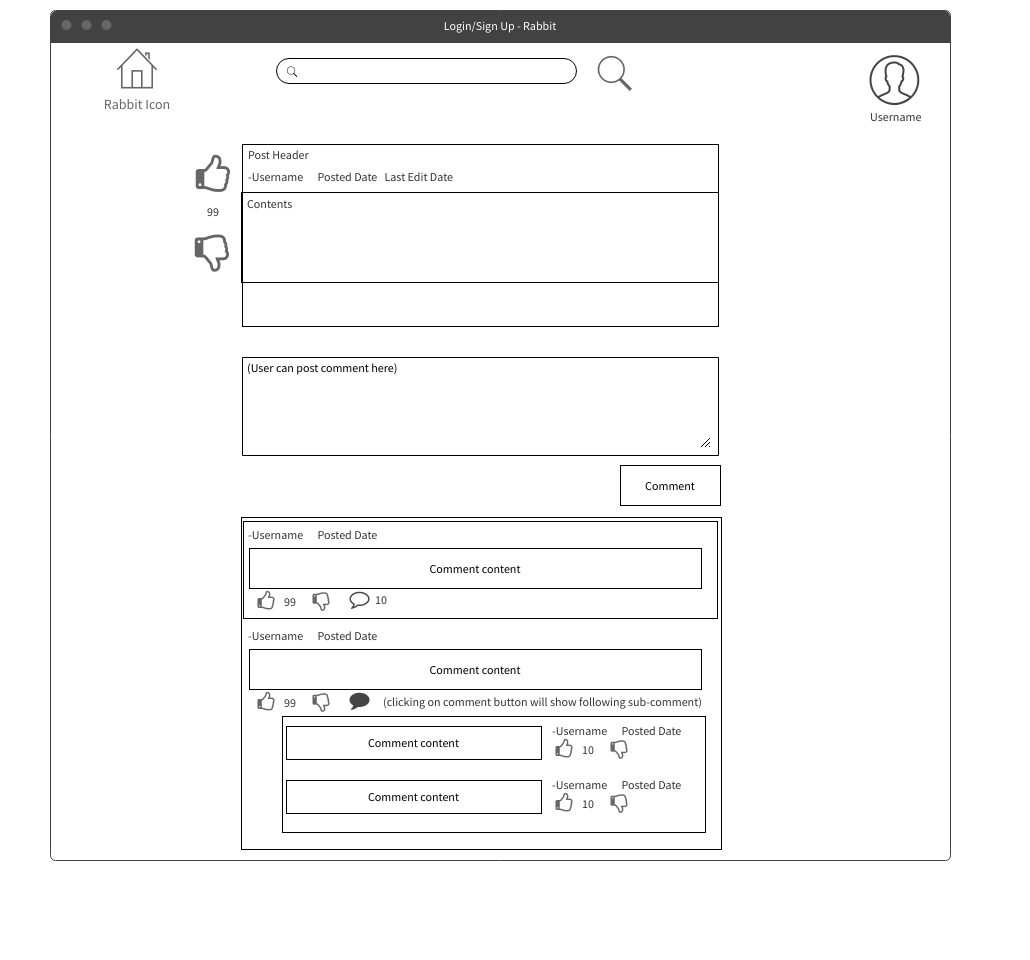 Login/Sign Up - Rabbit
Rabbit Icon
Username
Post Header
-Username Posted Date Last Edit Date
99
Contents
(User can post comment here)
Comment
-Username Posted Date
Comment content
99 10
-Username Posted Date
Comment content
99 (clicking on comment button will show following sub-comment)
Comment content
-Username Posted Date
10
Comment content
-Username Posted Date
10